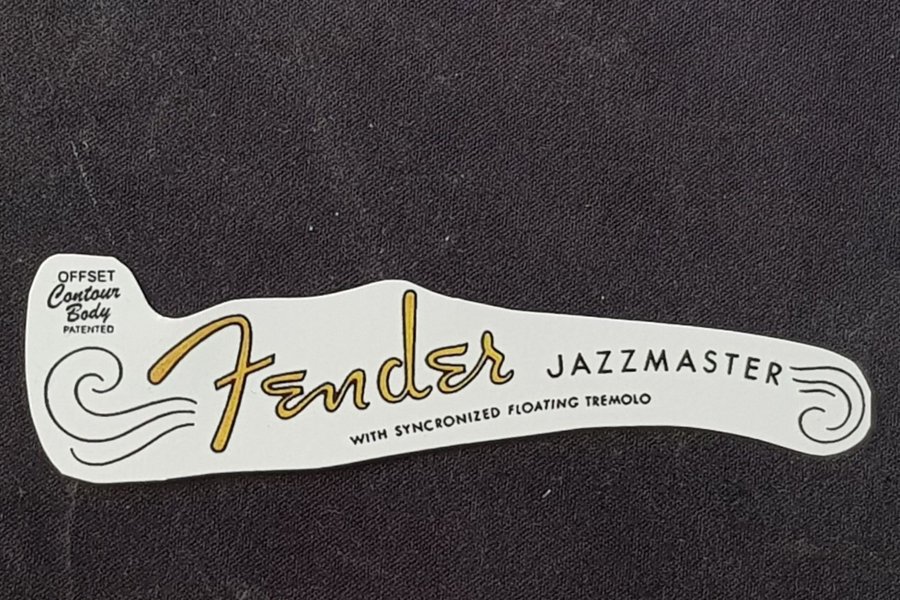 OFFSET
Contour
Body
PATENTED
Fender JAZZMASTER
WITH SYNCRONIZED FLOATING TREMOLO